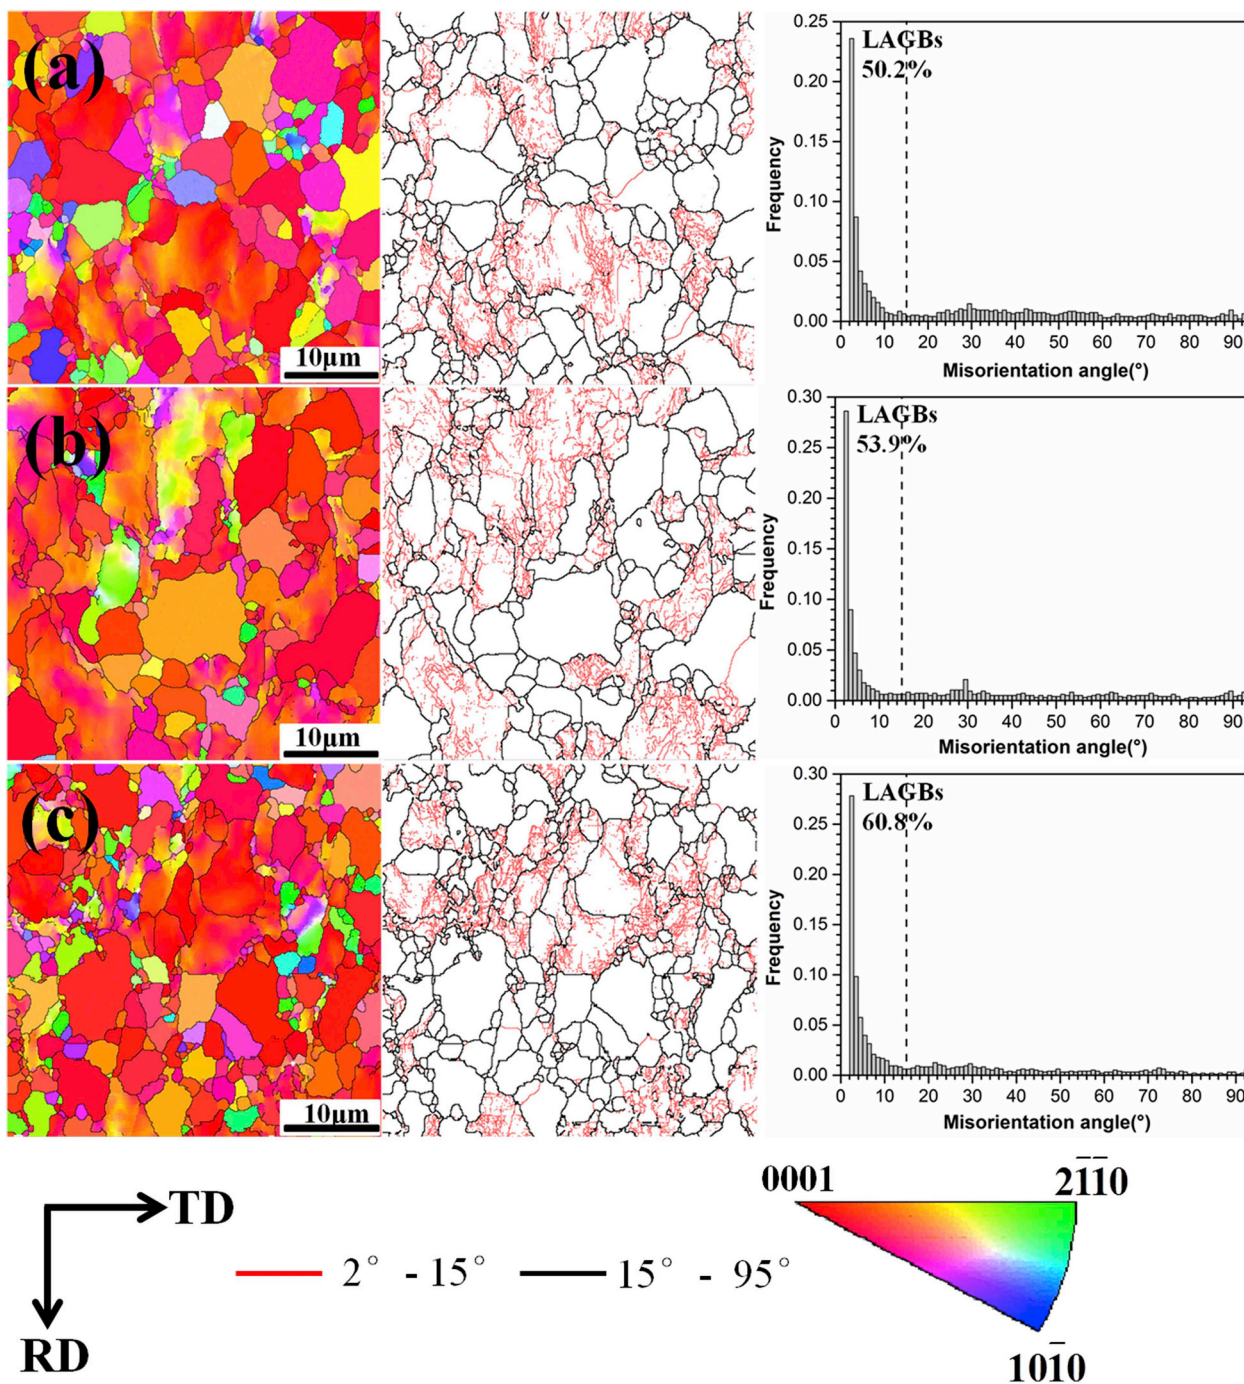 (a)
10μm
LAGBs
50.2%
0.25
0.20
0.15
0.10
0.05
0.00
Frequency
0 10 20 30 40 50 60 70 80 90
Misorientation angle(°)
(b)
10μm
LAGBs
53.9%
0.30
0.25
0.20
0.15
0.10
0.05
0.00
Frequency
0 10 20 30 40 50 60 70 80 90
Misorientation angle(°)
(c)
10μm
LAGBs
60.8%
0.30
0.25
0.20
0.15
0.10
0.05
0.00
Frequency
0 10 20 30 40 50 60 70 80 90
Misorientation angle(°)
TD
RD
2° - 15°
15° - 95°
0001
21̅1̅0
101̅0